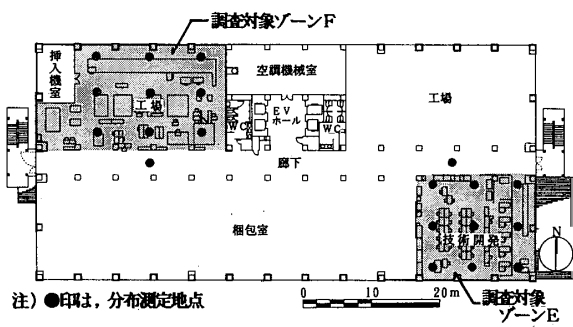 調査対象ゾーンF
挿入機室
工場
空調機械室
工場
WC
EVホール
WC
廊下
梱包室
技術開発
N
注）●印は，分布測定地点
0 10 20m
調査対象ゾーンE